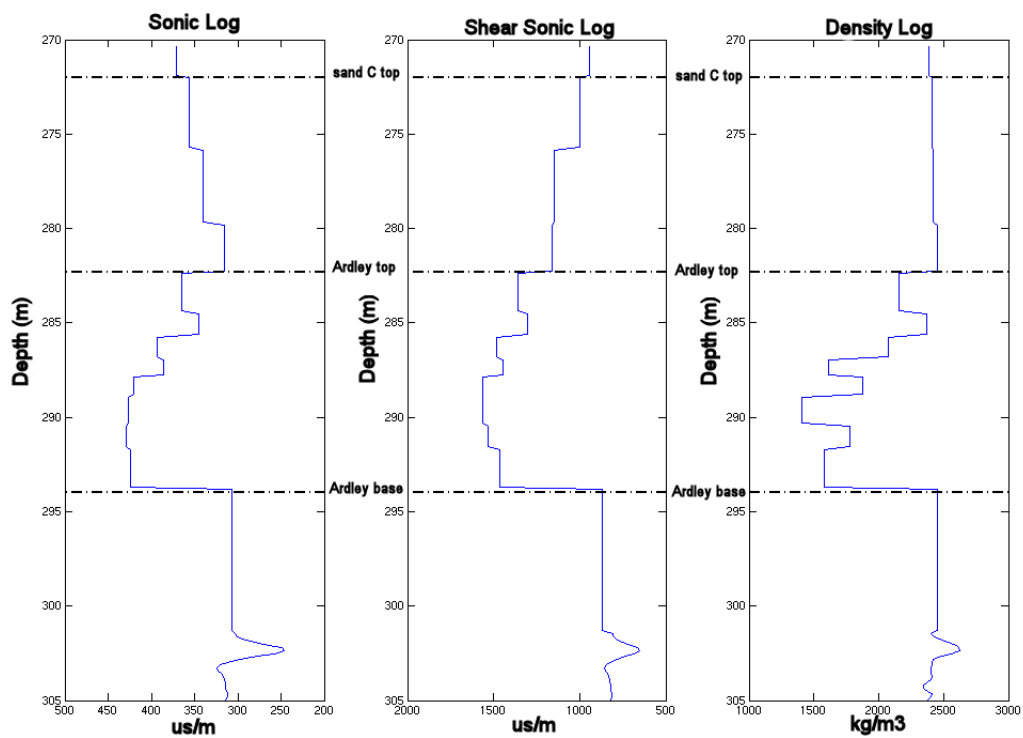 Sonic Log
Shear Sonic Log
Density Log
270
270
270
sand C top
sand C top
275
275
275
280
280
280
Ardley top
Ardley top
Depth (m)
Depth (m)
Depth (m)
285
285
285
290
290
290
Ardley base
Ardley base
295
295
295
300
300
300
305
305
305
500 400 350 300 250 200
2000 1500 1000 500
1000 1500 2000 2500 3000
us/m
us/m
kg/m3